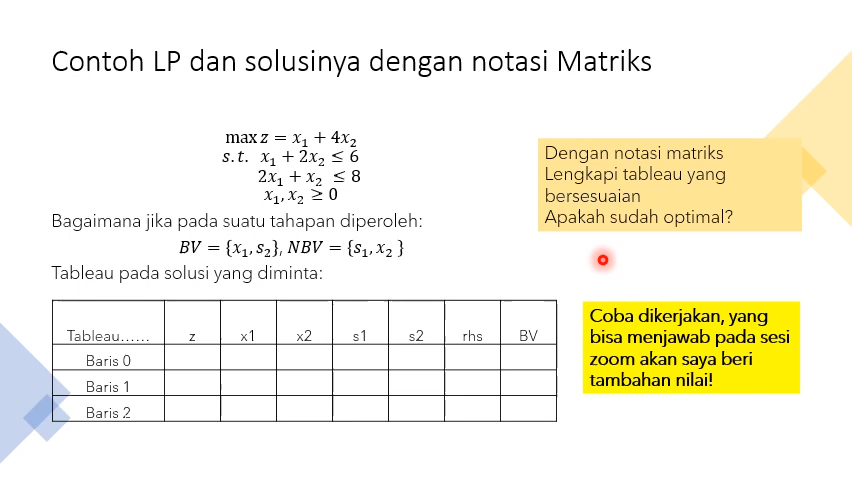 Contoh LP dan solusinya dengan notasi Matriks
max z = x₁ + 4x₂
s.t. x₁ + 2x₂ ≤ 6
2x₁ + x₂ ≤ 8
x₁, x₂ ≥ 0
Bagaimana jika pada suatu tahapan diperoleh:
BV = {x₁, s₂}, NBV = {s₁, x₂ }
Tableau pada solusi yang diminta:
Tableau...... z x1 x2 s1 s2 rhs BV
Baris 0
Baris 1
Baris 2
Dengan notasi matriks
Lengkapi tableau yang
bersesuaian
Apakah sudah optimal?
Coba dikerjakan, yang
bisa menjawab pada sesi
zoom akan saya beri
tambahan nilai!